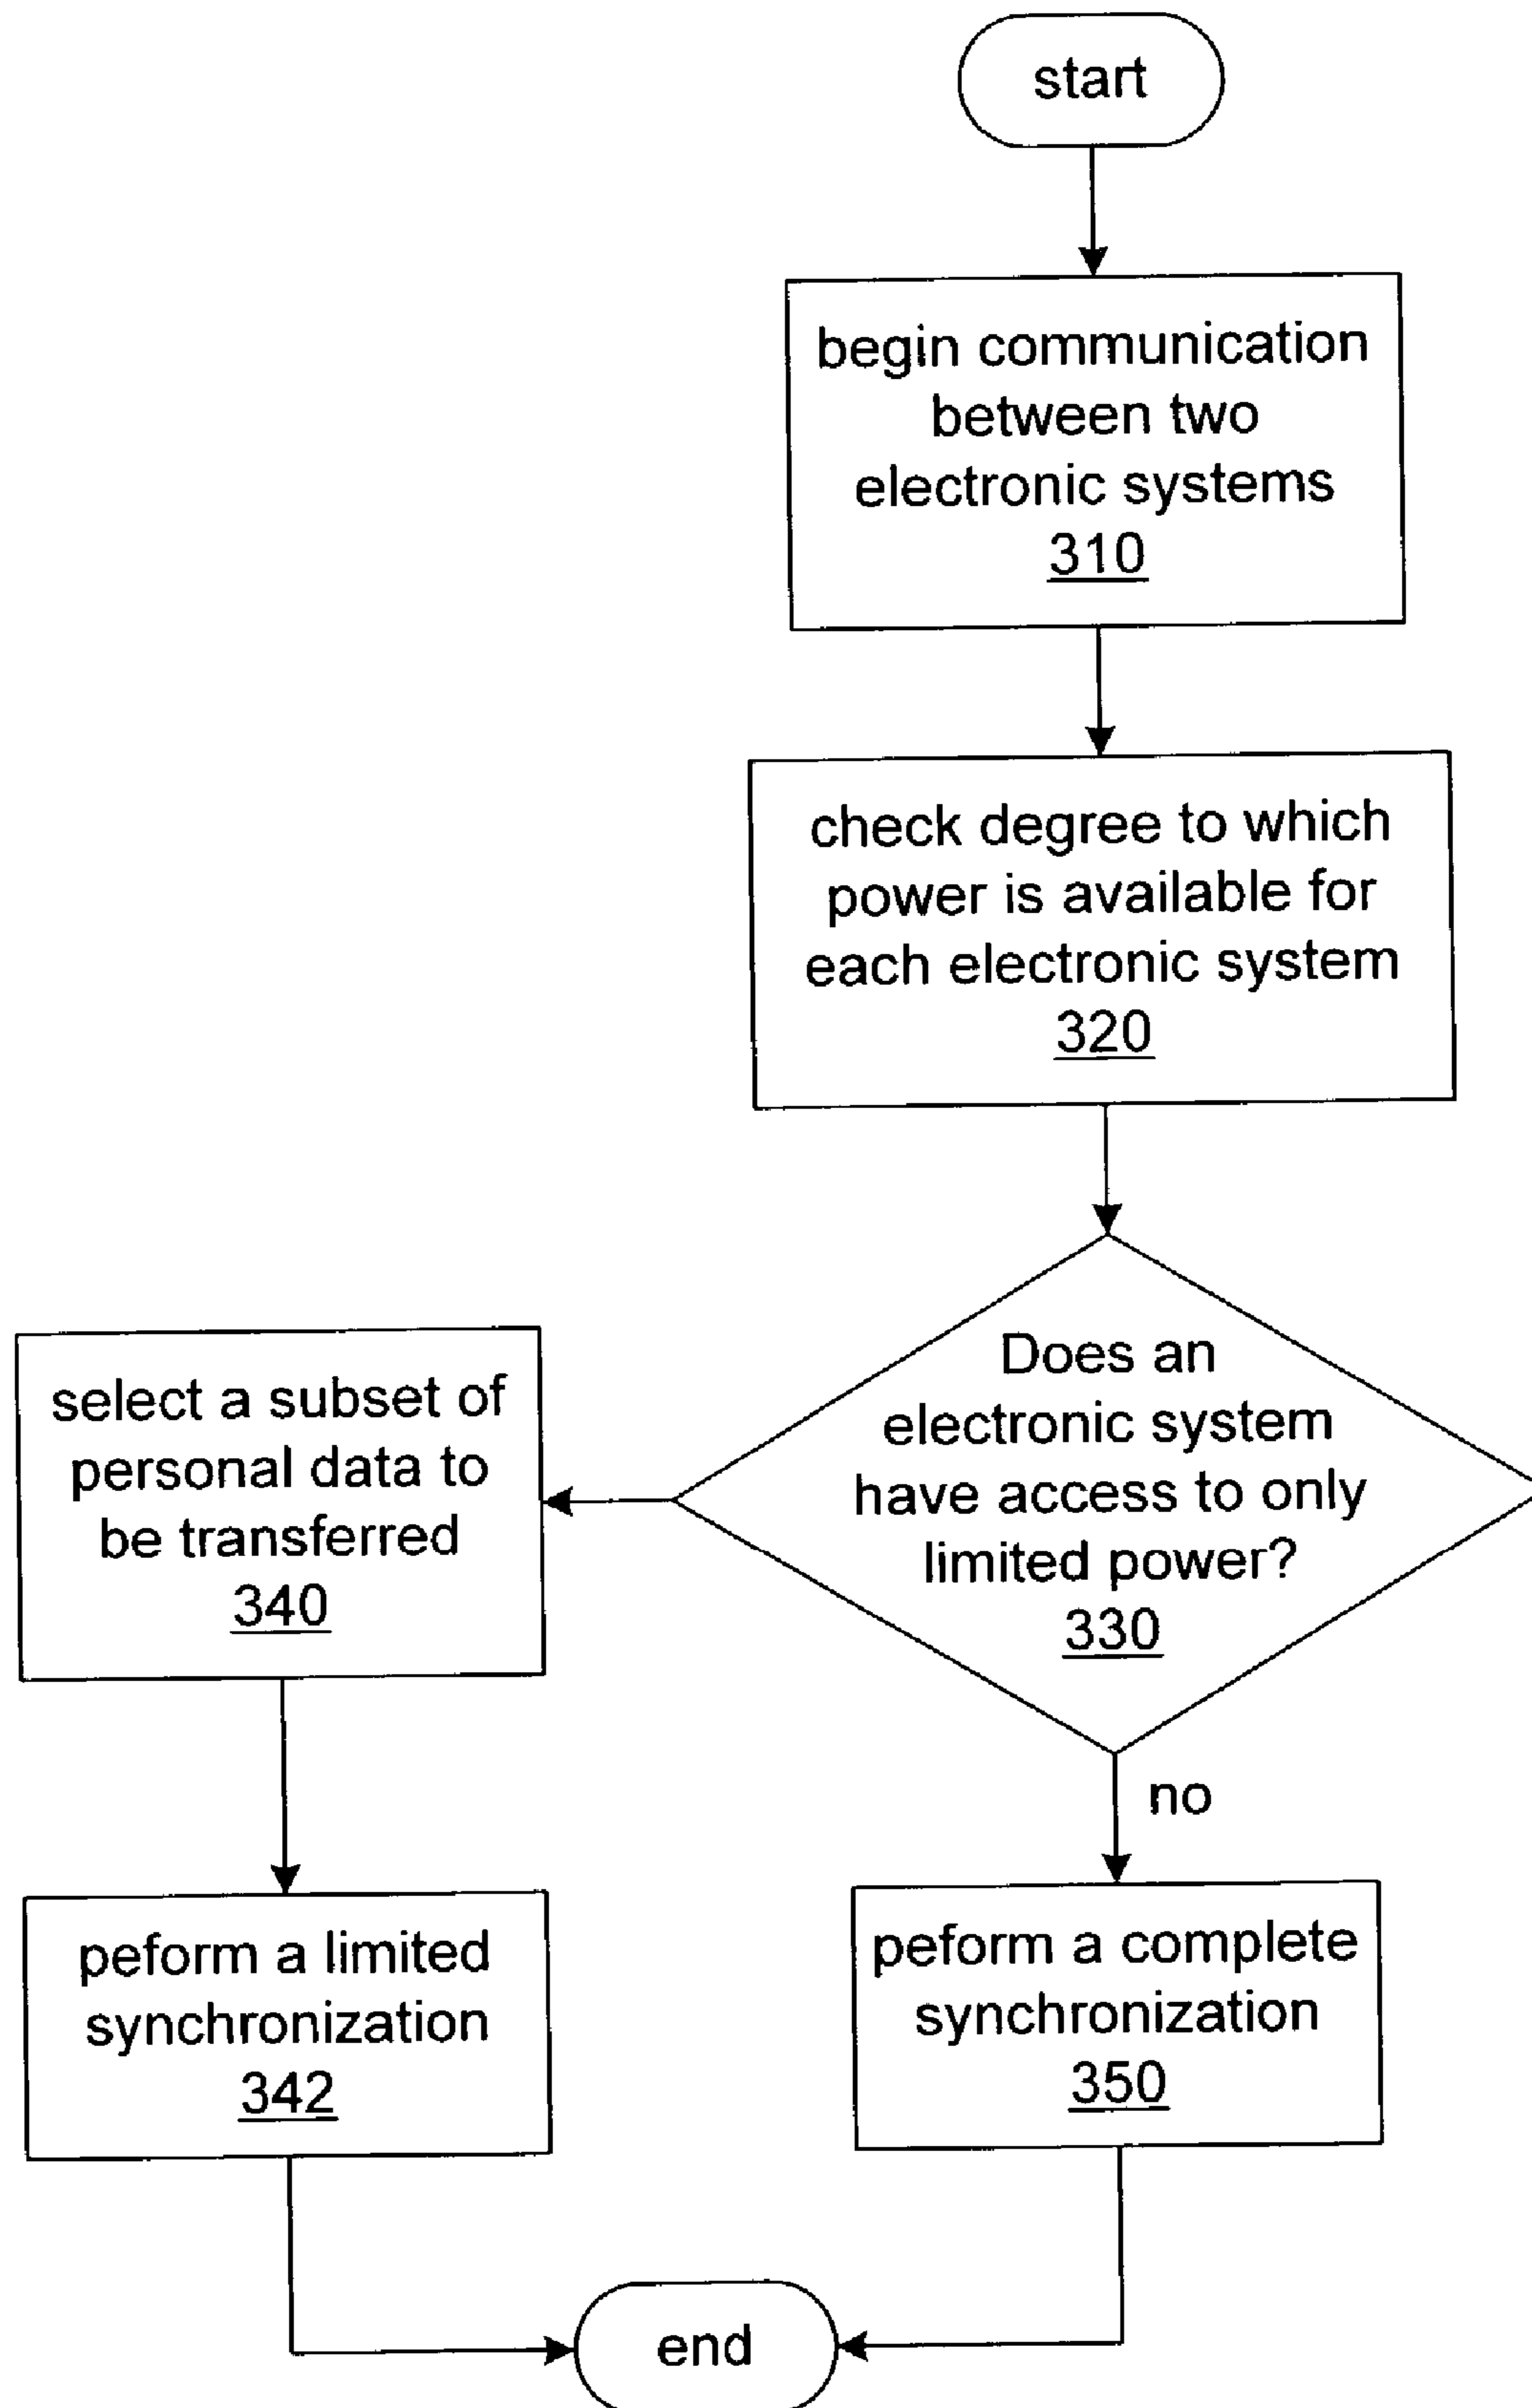 start
begin communication
between two
electronic systems
310
check degree to which
power is available for
each electronic system
320
Does an
electronic system
have access to only
limited power?
330
select a subset of
personal data to
be transferred
340
no
peform a limited
synchronization
342
peform a complete
synchronization
350
end